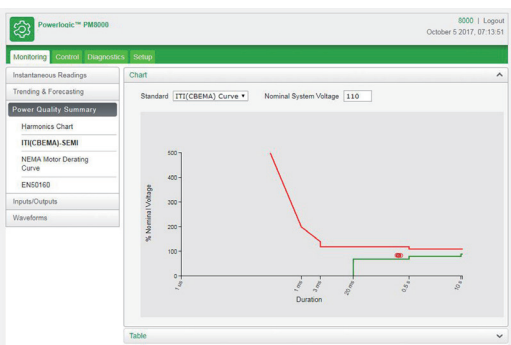 Powerlogic™ PM8000
8000 | Logout
October 5 2017, 07:13:51
Monitoring Control Diagnostics Setup
Instantaneous Readings
Trending & Forecasting
Power Quality Summary
Harmonics Chart
ITI(CBEMA)-SEMI
NEMA Motor Derating
Curve
EN50160
Inputs/Outputs
Waveforms
Chart
Standard ITI(CBEMA) Curve Nominal System Voltage 110
% Nominal Voltage
500
400
300
200
100
0
1 us
1 ms
3 ms
20 ms
0.5 s
10 s
Duration
Table